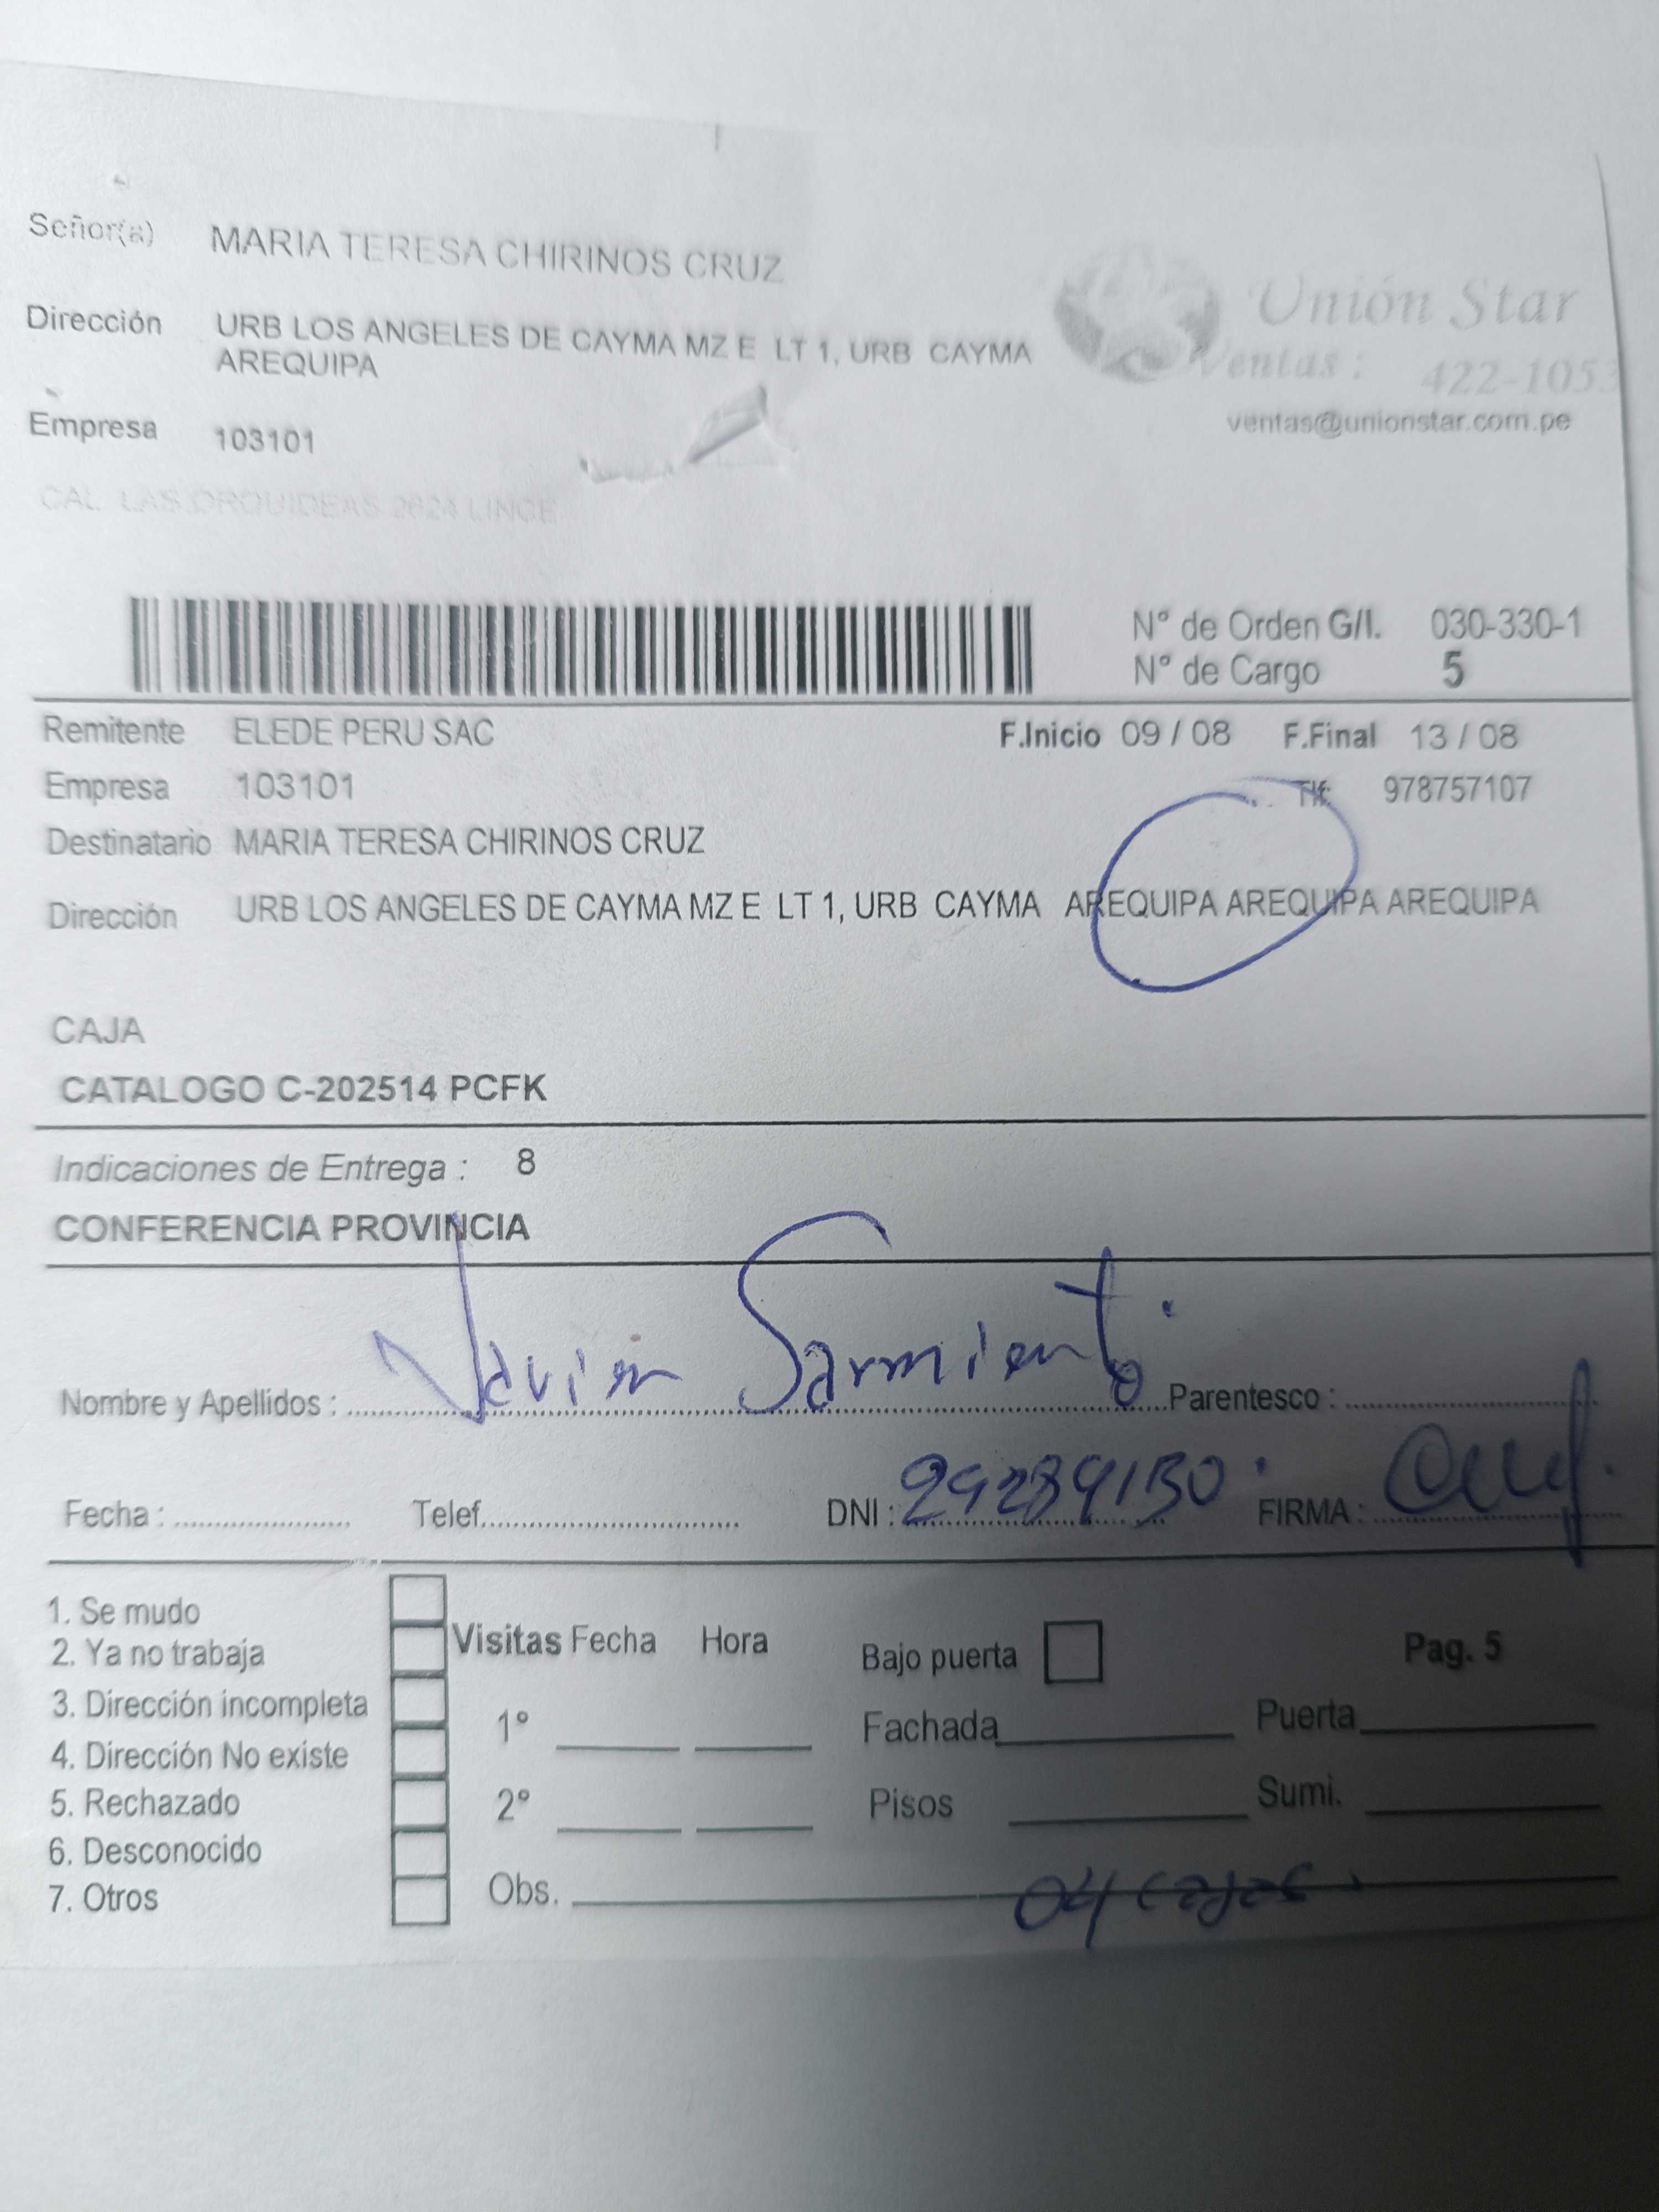 Señor(a) MARIA TERESA CHIRINOS CRUZ
Dirección URB LOS ANGELES DE CAYMA MZ E LT 1, URB CAYMA
AREQUIPA
Unión Star
Ventas : 422-1053
ventas@unionstar.com.pe
Empresa 103101
CAL LAS ORQUIDEAS 2624 LINCE
N° de Orden G/I. 030-330-1
N° de Cargo 5
Remitente ELEDE PERU SAC F.Inicio 09 / 08 F.Final 13 / 08
Empresa 103101 Tlf: 978757107
Destinatario MARIA TERESA CHIRINOS CRUZ
Dirección URB LOS ANGELES DE CAYMA MZ E LT 1, URB CAYMA AREQUIPA AREQUIPA AREQUIPA
CAJA
CATALOGO C-202514 PCFK
Indicaciones de Entrega : 8
CONFERENCIA PROVINCIA
Nombre y Apellidos : Javier Sarmiento Parentesco :
Fecha : Telef. DNI : FIRMA :
1. Se mudo
2. Ya no trabaja
3. Dirección incompleta
4. Dirección No existe
5. Rechazado
6. Desconocido
7. Otros
Visitas Fecha Hora
1°
2°
Obs. 04 cajas.
Bajo puerta Pag. 5
Fachada Puerta
Pisos Sumi.